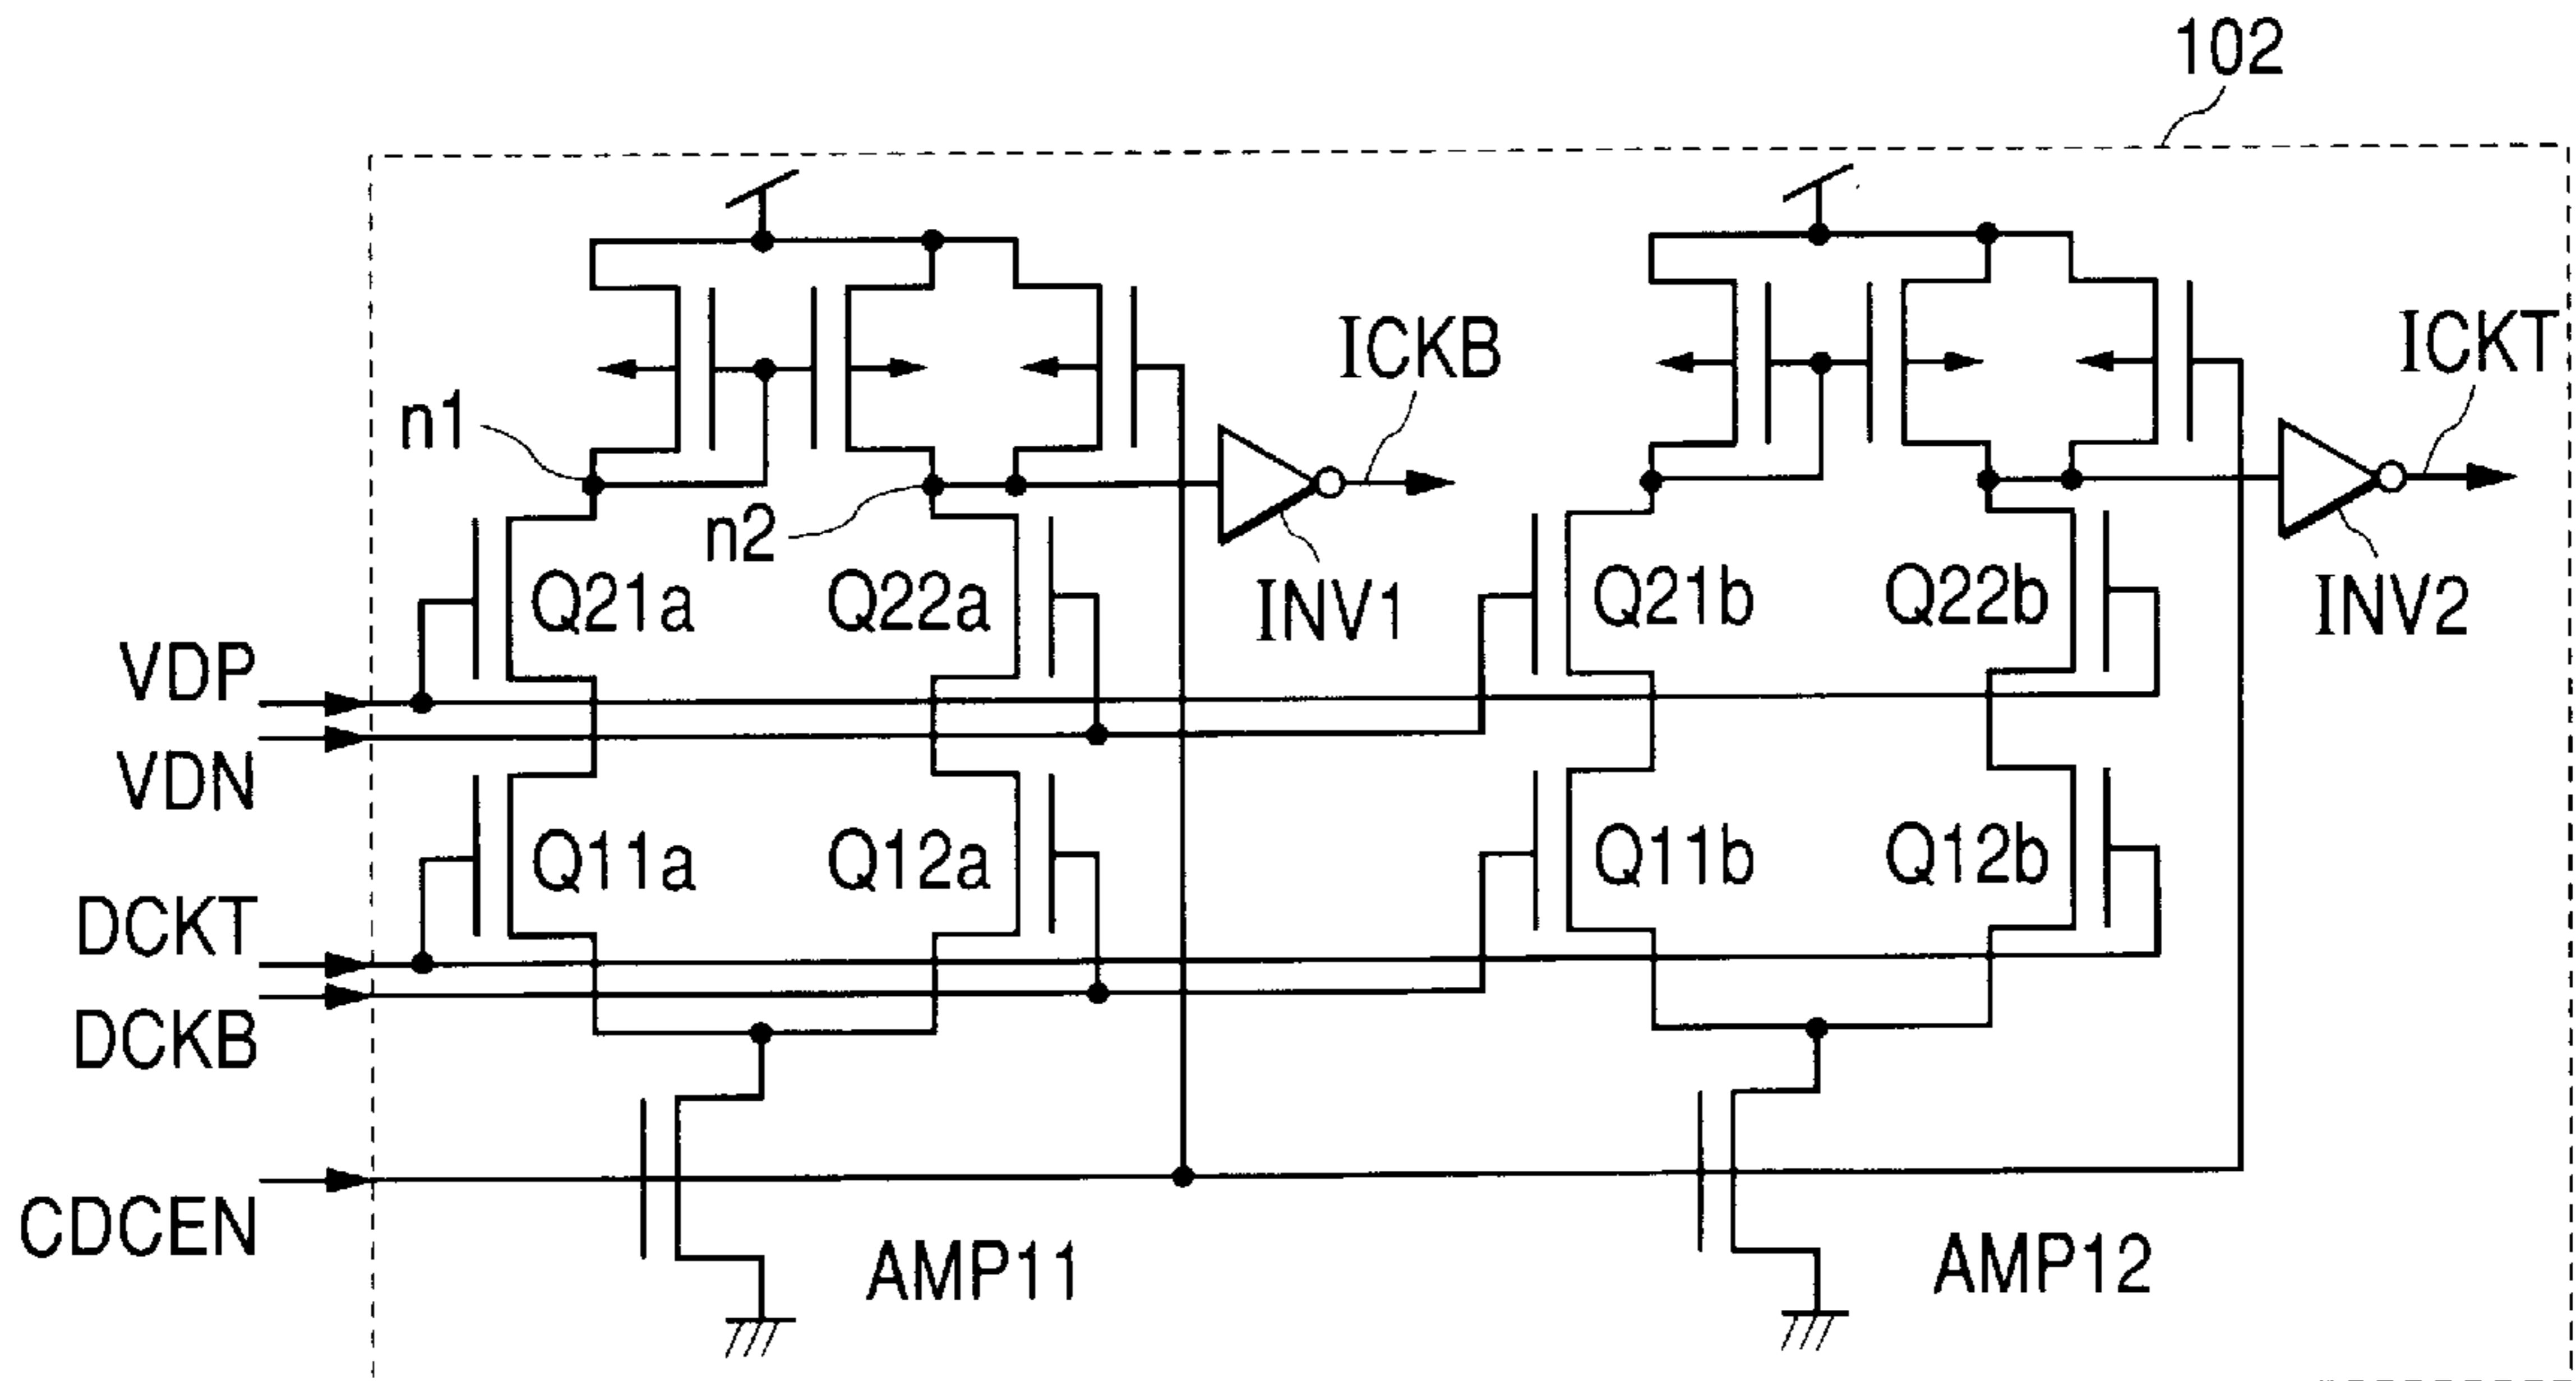 102
ICKB
ICKT
n1
n2
INV1
INV2
Q21a
Q22a
Q21b
Q22b
VDP
VDN
Q11a
Q12a
Q11b
Q12b
DCKT
DCKB
CDCEN
AMP11
AMP12